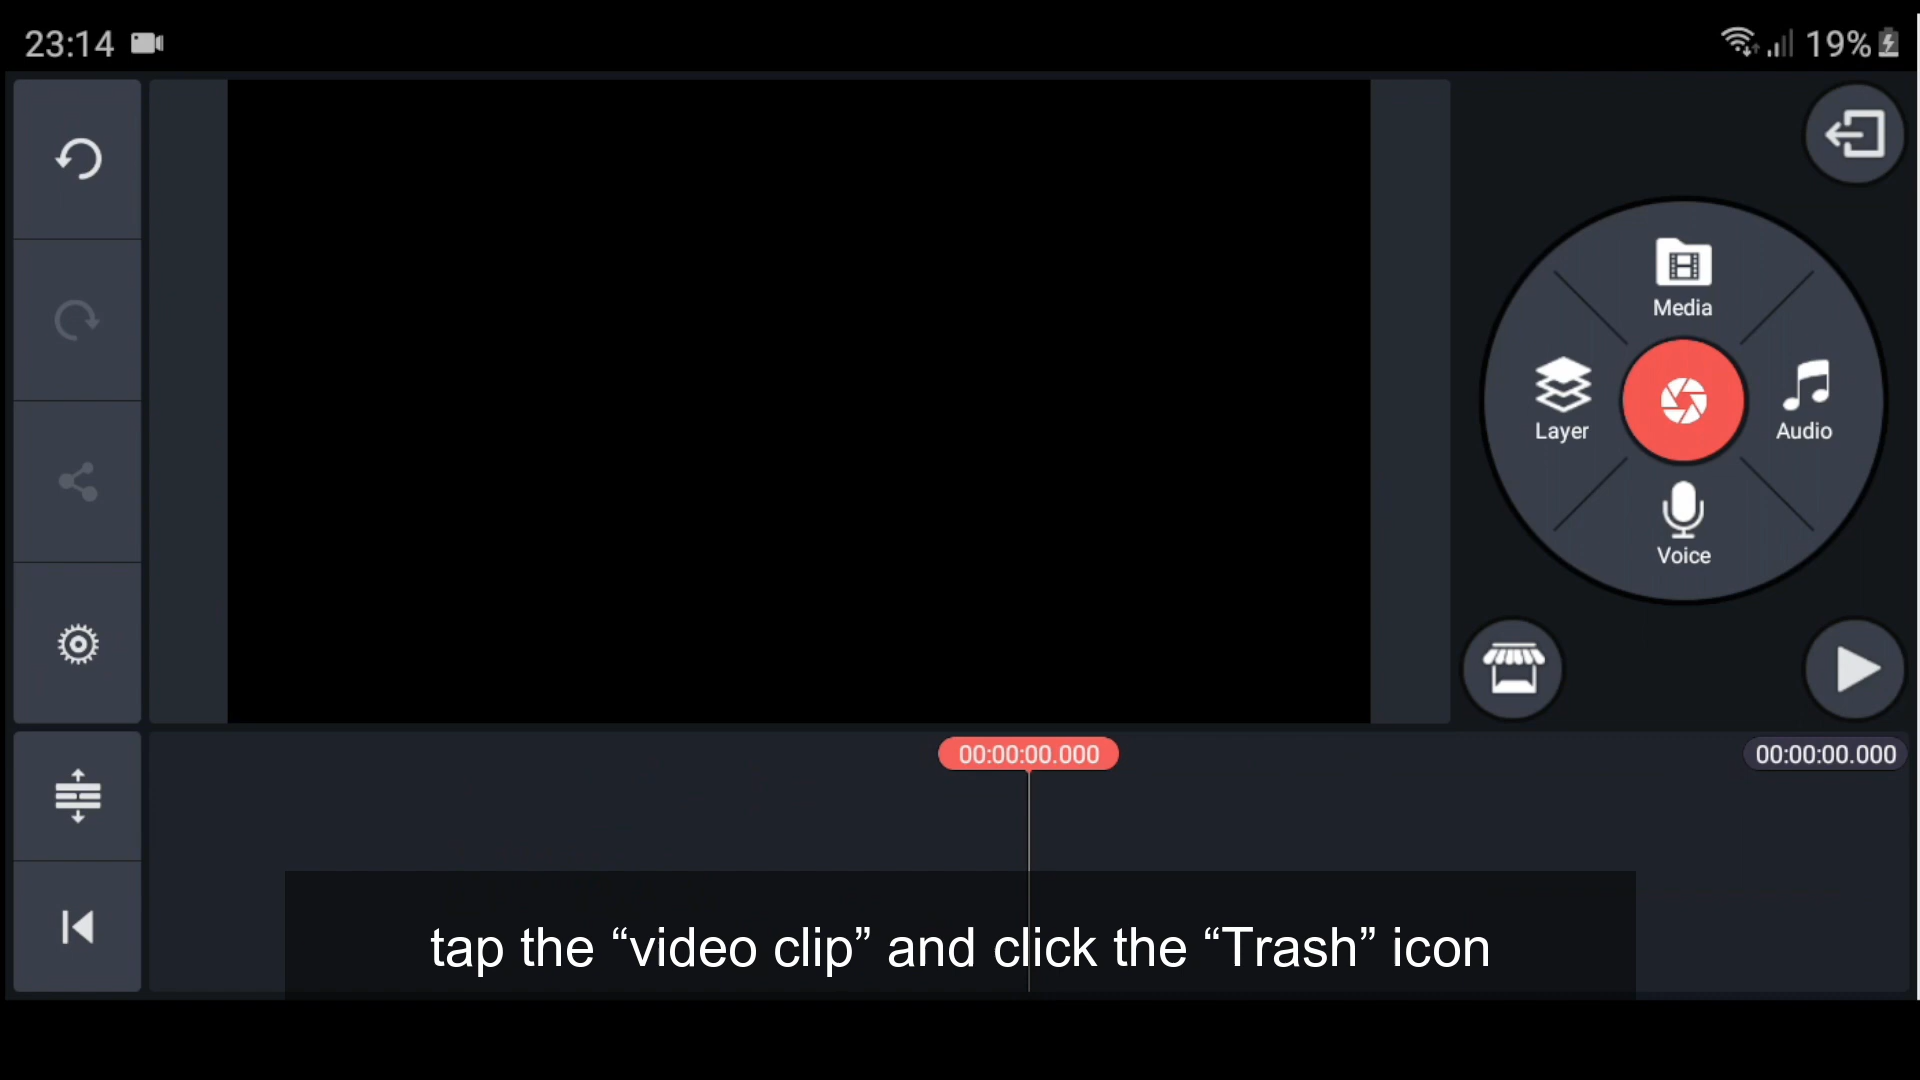 23:14
19%
Media
Layer
Audio
Voice
00:00:00.000
00:00:00.000
tap the “video clip” and click the “Trash” icon